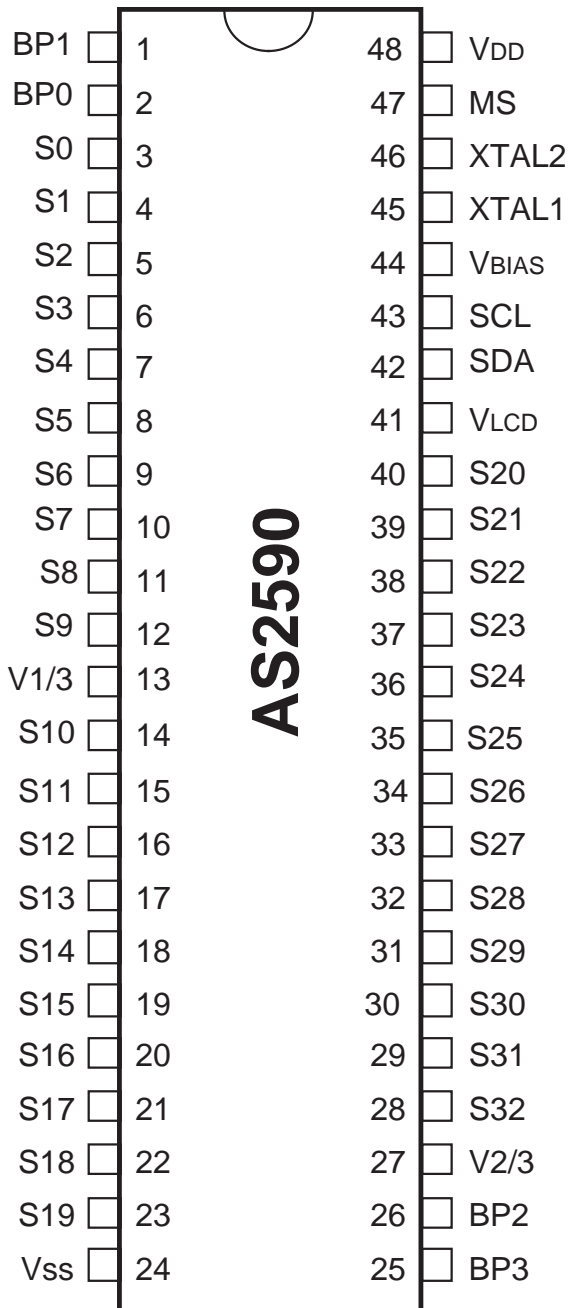 BP1 1 48 VDD
BP0 2 47 MS
S0 3 46 XTAL2
S1 4 45 XTAL1
S2 5 44 VBIAS
S3 6 43 SCL
S4 7 42 SDA
S5 8 41 VLCD
S6 9 40 S20
S7 10 39 S21
S8 11 38 S22
S9 12 37 S23
V1/3 13 36 S24
S10 14 35 S25
S11 15 34 S26
S12 16 33 S27
S13 17 32 S28
S14 18 31 S29
S15 19 30 S30
S16 20 29 S31
S17 21 28 S32
S18 22 27 V2/3
S19 23 26 BP2
Vss 24 25 BP3
AS2590